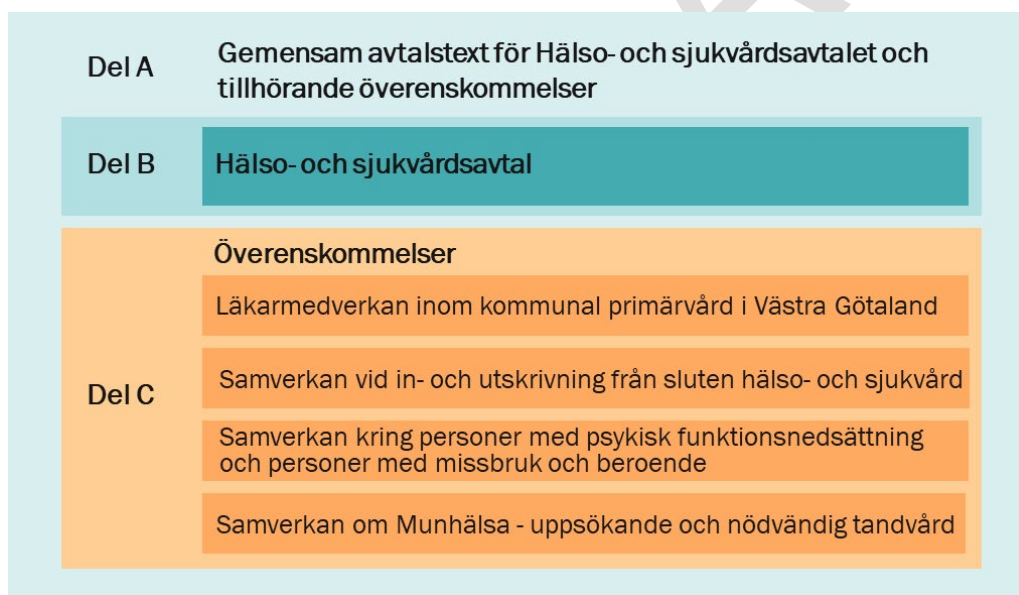 Del A
Gemensam avtalstext för Hälso- och sjukvårdsavtalet och
tillhörande överenskommelser
Del B
Hälso- och sjukvårdsavtal
Del C
Överenskommelser
Läkarmedverkan inom kommunal primärvård i Västra Götaland
Samverkan vid in- och utskrivning från sluten hälso- och sjukvård
Samverkan kring personer med psykisk funktionsnedsättning
och personer med missbruk och beroende
Samverkan om Munhälsa - uppsökande och nödvändig tandvård